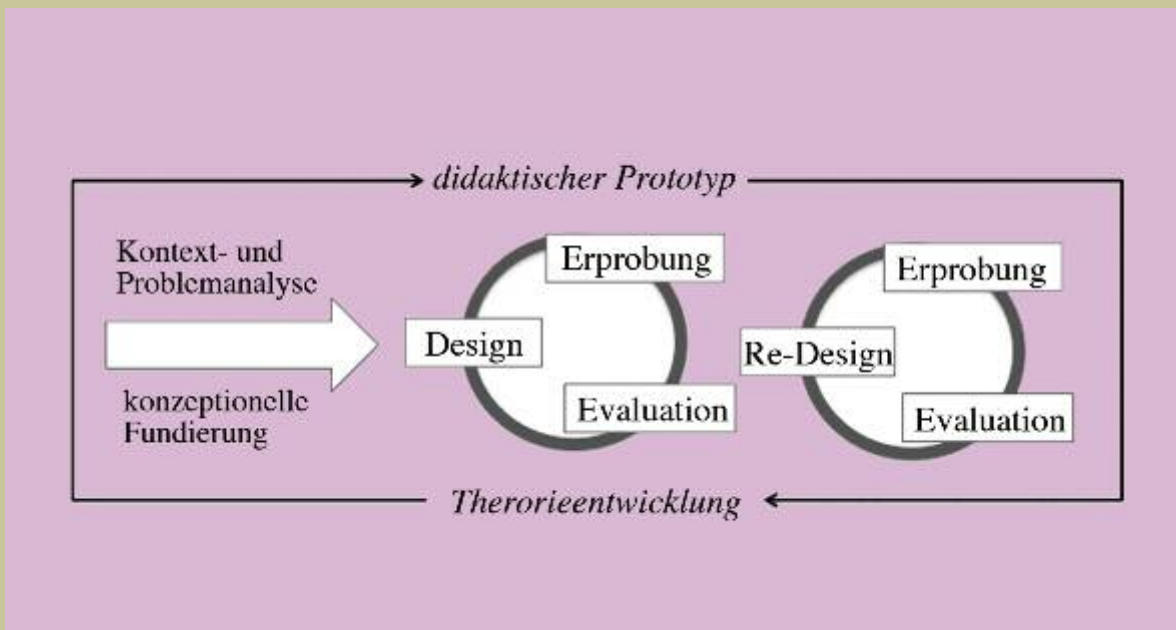 didaktischer Prototyp
Kontext- und
Problemanalyse
konzeptionelle
Fundierung
Design
Erprobung
Evaluation
Re-Design
Erprobung
Evaluation
Therorieentwicklung